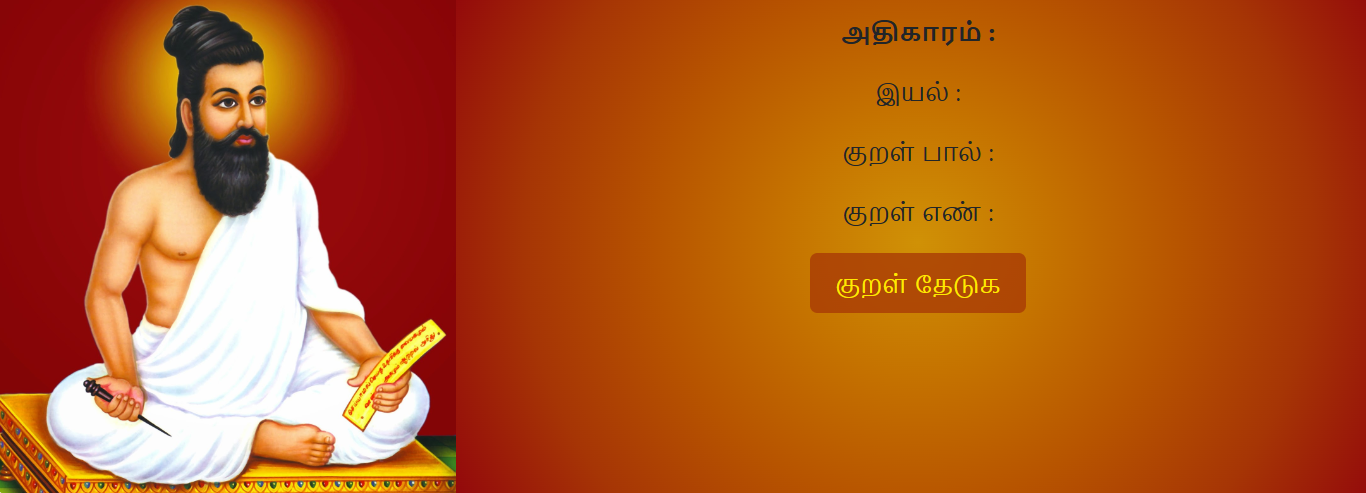 அதிகாரம் :
இயல் :
குறள் பால் :
குறள் எண் :
குறள் தேடுக